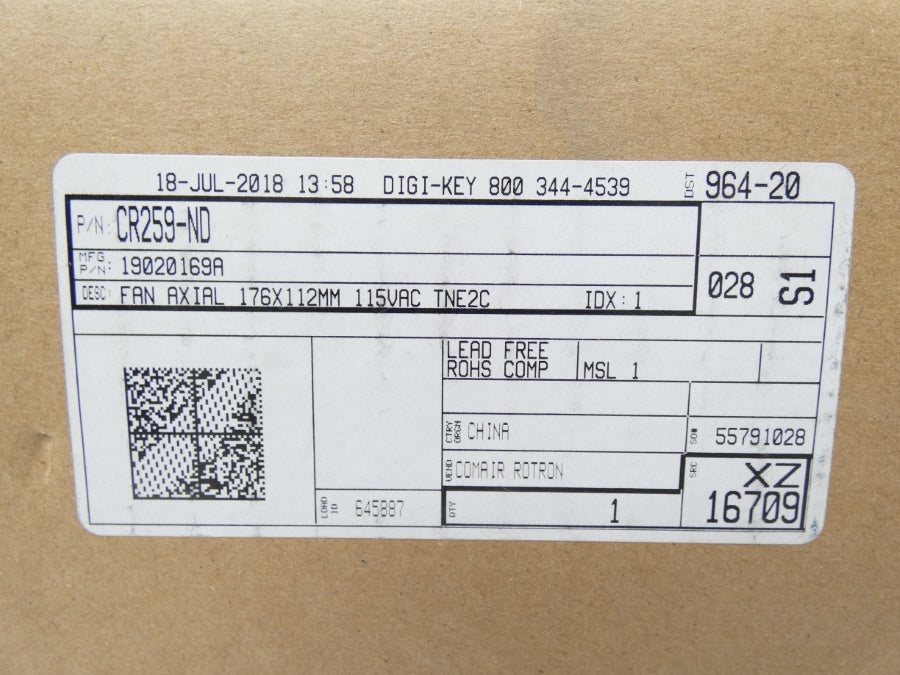 18-JUL-2018 13:58 DIGI-KEY 800 344-4539 DST 964-20
P/N: CR259-ND
MFG P/N: 19020169A
DESC: FAN AXIAL 176X112MM 115VAC TNE2C IDX: 1
028 S1
LEAD FREE
ROHS COMP MSL 1
CTRY ORGN CHINA SO# 55791028
VEND COMAIR ROTRON SRC XZ
LOAD ID 645887 QTY 1 16709